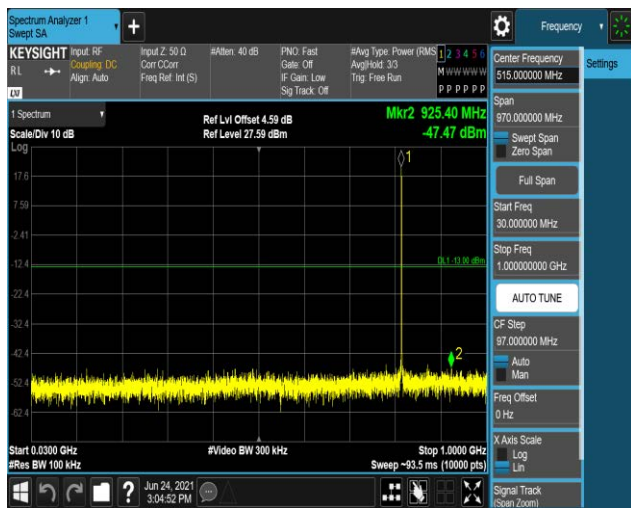 Spectrum Analyzer 1
Swept SA
+
Frequency
KEYSIGHT
RL
LXI
Input: RF
Coupling: DC
Align: Auto
Input Z: 50 Ω
Corr CCorr
Freq Ref: Int (S)
#Atten: 40 dB
PNO: Fast
Gate: Off
IF Gain: Low
Sig Track: Off
#Avg Type: Power (RMS
Avg|Hold: 3/3
Trig: Free Run
1 2 3 4 5 6
M W W W W W
P P P P P P
1 Spectrum
Scale/Div 10 dB
Log
Ref Lvl Offset 4.59 dB
Ref Level 27.59 dBm
Mkr2 925.40 MHz
-47.47 dBm
1
17.6
7.59
-2.41
-12.4
DL1 -13.00 dBm
-22.4
-32.4
-42.4
2
-52.4
-62.4
Start 0.0300 GHz
#Res BW 100 kHz
#Video BW 300 kHz
Stop 1.0000 GHz
Sweep ~93.5 ms (10000 pts)
?
Jun 24, 2021
3:04:52 PM
Center Frequency
515.000000 MHz
Settings
Span
970.000000 MHz
Swept Span
Zero Span
Full Span
Start Freq
30.000000 MHz
Stop Freq
1.000000000 GHz
AUTO TUNE
CF Step
97.000000 MHz
Auto
Man
Freq Offset
0 Hz
X Axis Scale
Log
Lin
Signal Track
(Span Zoom)